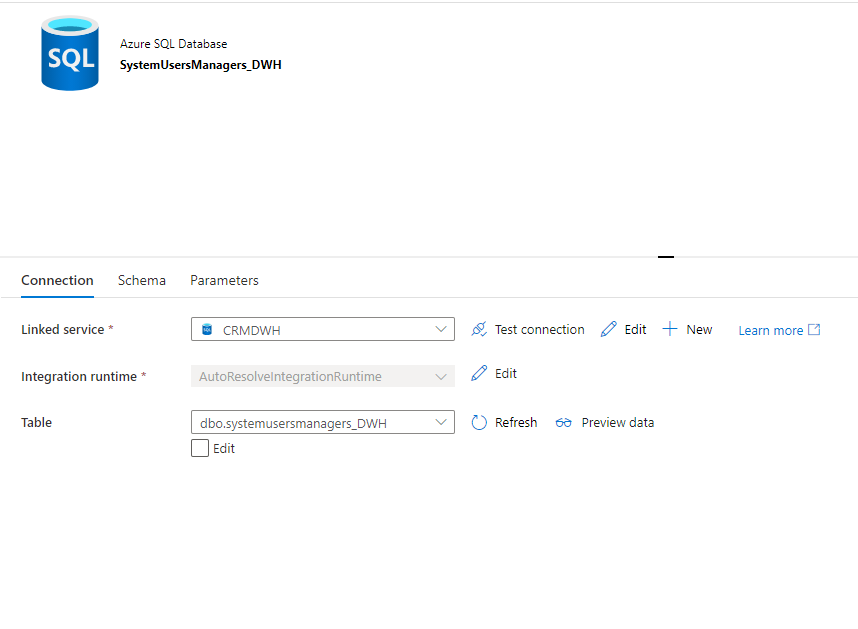 SQL
Azure SQL Database
SystemUsersManagers_DWH
Connection Schema Parameters
Linked service * CRMDWH Test connection Edit New Learn more
Integration runtime * AutoResolveIntegrationRuntime Edit
Table dbo.systemusersmanagers_DWH Refresh Preview data
Edit